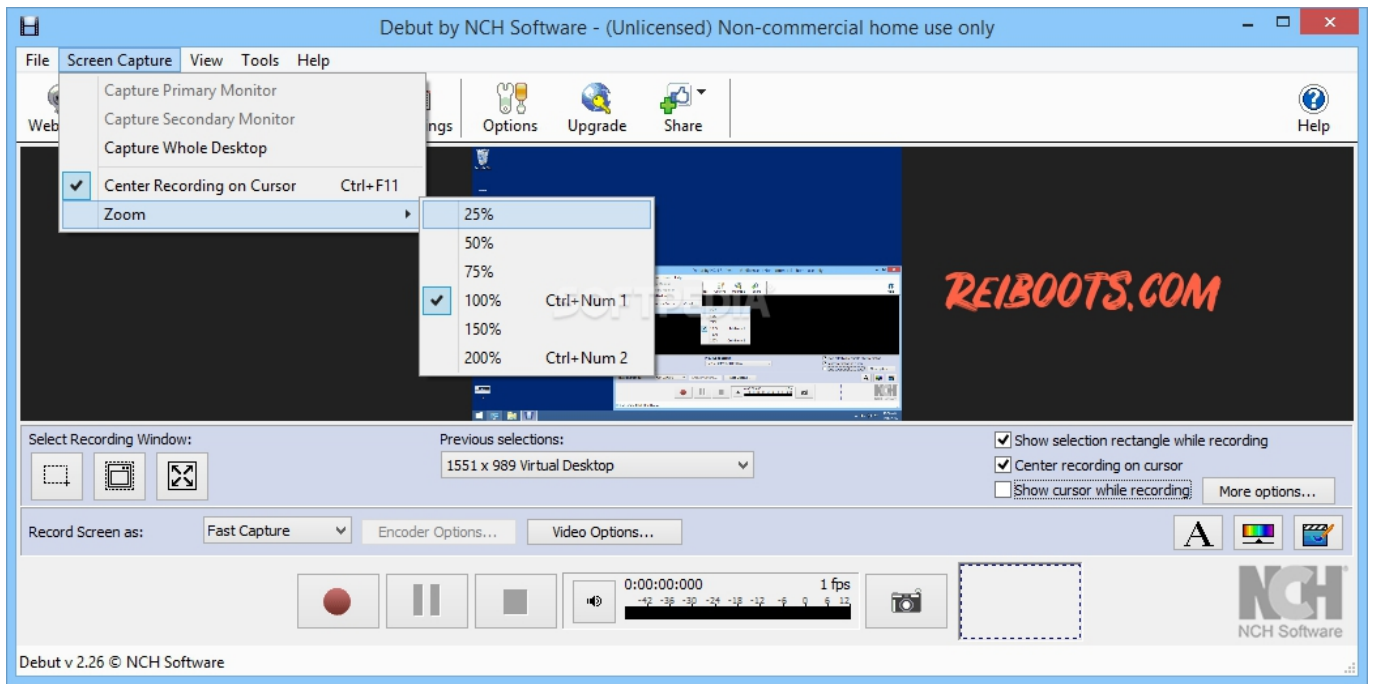 Debut by NCH Software - (Unlicensed) Non-commercial home use only
File Screen Capture View Tools Help
Capture Primary Monitor
Capture Secondary Monitor
Capture Whole Desktop
Center Recording on Cursor Ctrl+F11
Zoom
Web
ngs Options Upgrade Share Help
25%
50%
75%
100% Ctrl+Num 1
150%
200% Ctrl+Num 2
SOFTPEDIA
REIBOOTS.COM
Select Recording Window:
Previous selections:
1551 x 989 Virtual Desktop
Show selection rectangle while recording
Center recording on cursor
Show cursor while recording More options...
Record Screen as: Fast Capture Encoder Options... Video Options... A
0:00:00:000 1 fps
-42 -36 -30 -24 -18 -12 -6 0 6 12
NCH
NCH Software
Debut v 2.26 © NCH Software